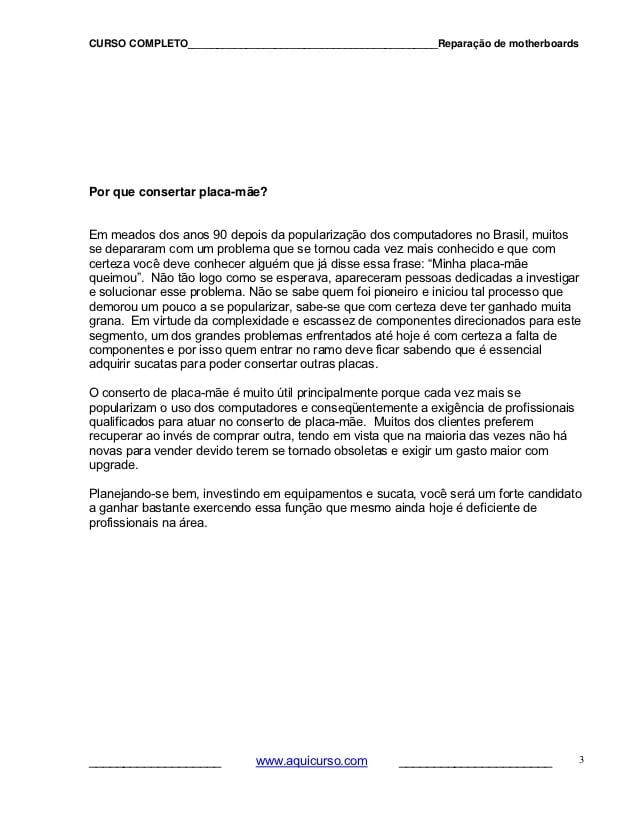 CURSO COMPLETO__________________________________________Reparação de motherboards
Por que consertar placa-mãe?
Em meados dos anos 90 depois da popularização dos computadores no Brasil, muitos
se depararam com um problema que se tornou cada vez mais conhecido e que com
certeza você deve conhecer alguém que já disse essa frase: “Minha placa-mãe
queimou”.  Não tão logo como se esperava, apareceram pessoas dedicadas a investigar
e solucionar esse problema. Não se sabe quem foi pioneiro e iniciou tal processo que
demorou um pouco a se popularizar, sabe-se que com certeza deve ter ganhado muita
grana.  Em virtude da complexidade e escassez de componentes direcionados para este
segmento, um dos grandes problemas enfrentados até hoje é com certeza a falta de
componentes e por isso quem entrar no ramo deve ficar sabendo que é essencial
adquirir sucatas para poder consertar outras placas.
O conserto de placa-mãe é muito útil principalmente porque cada vez mais se
popularizam o uso dos computadores e conseqüentemente a exigência de profissionais
qualificados para atuar no conserto de placa-mãe.  Muitos dos clientes preferem
recuperar ao invés de comprar outra, tendo em vista que na maioria das vezes não há
novas para vender devido terem se tornado obsoletas e exigir um gasto maior com
upgrade.
Planejando-se bem, investindo em equipamentos e sucata, você será um forte candidato
a ganhar bastante exercendo essa função que mesmo ainda hoje é deficiente de
profissionais na área.
___________________ www.aquicurso.com ______________________ 3